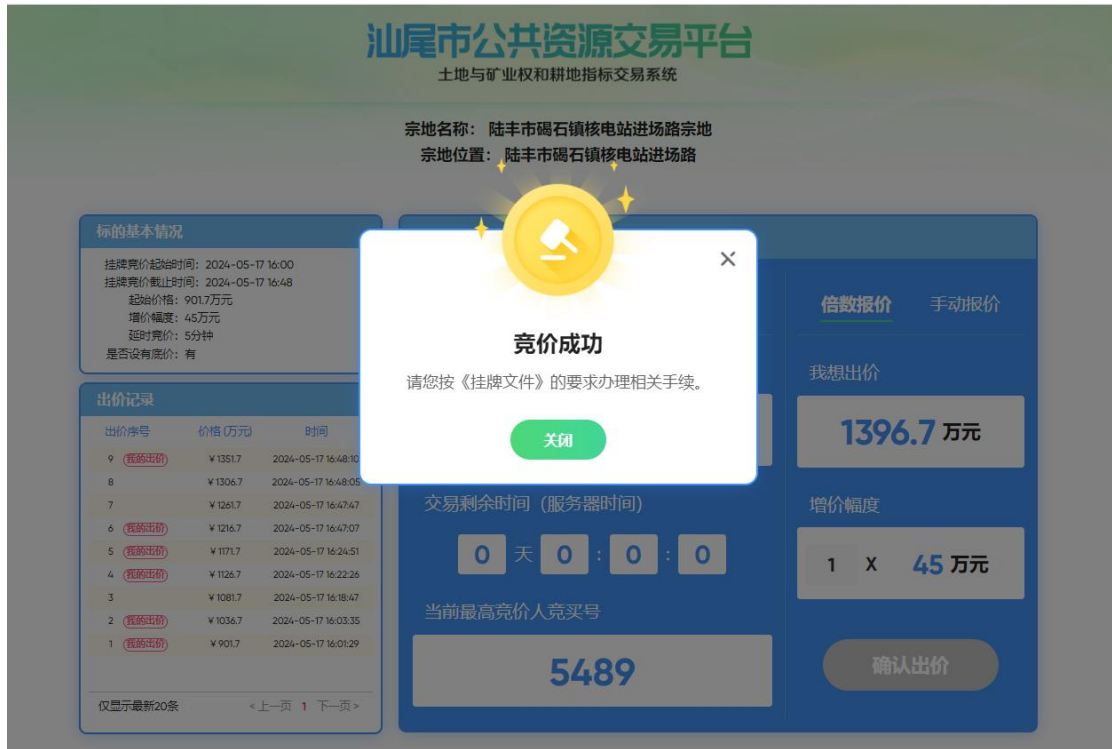 汕尾市公共资源交易平台
土地与矿业权和耕地指标交易系统
宗地名称： 陆丰市碣石镇核电站进场路宗地
宗地位置： 陆丰市碣石镇核电站进场路
标的基本情况
挂牌竞价起始时间：2024-05-17 16:00
挂牌竞价截止时间：2024-05-17 16:48
起始价格：901.7万元
增价幅度：45万元
延时竞价：5分钟
是否设有底价：有
出价记录
出价序号 价格(万元) 时间
9 我的出价 ￥1351.7 2024-05-17 16:48:10
8 ￥1306.7 2024-05-17 16:48:05
7 ￥1261.7 2024-05-17 16:47:47
6 我的出价 ￥1216.7 2024-05-17 16:47:07
5 我的出价 ￥1171.7 2024-05-17 16:24:51
4 我的出价 ￥1126.7 2024-05-17 16:22:26
3 ￥1081.7 2024-05-17 16:18:47
2 我的出价 ￥1036.7 2024-05-17 16:03:35
1 我的出价 ￥901.7 2024-05-17 16:01:29
仅显示最新20条 <上一页 1 下一页>
竞价成功
请您按《挂牌文件》的要求办理相关手续。
关闭
交易剩余时间（服务器时间）
0 天 0 : 0 : 0
当前最高竞价人竞买号
5489
倍数报价 手动报价
我想出价
1396.7 万元
增价幅度
1 X 45 万元
确认出价